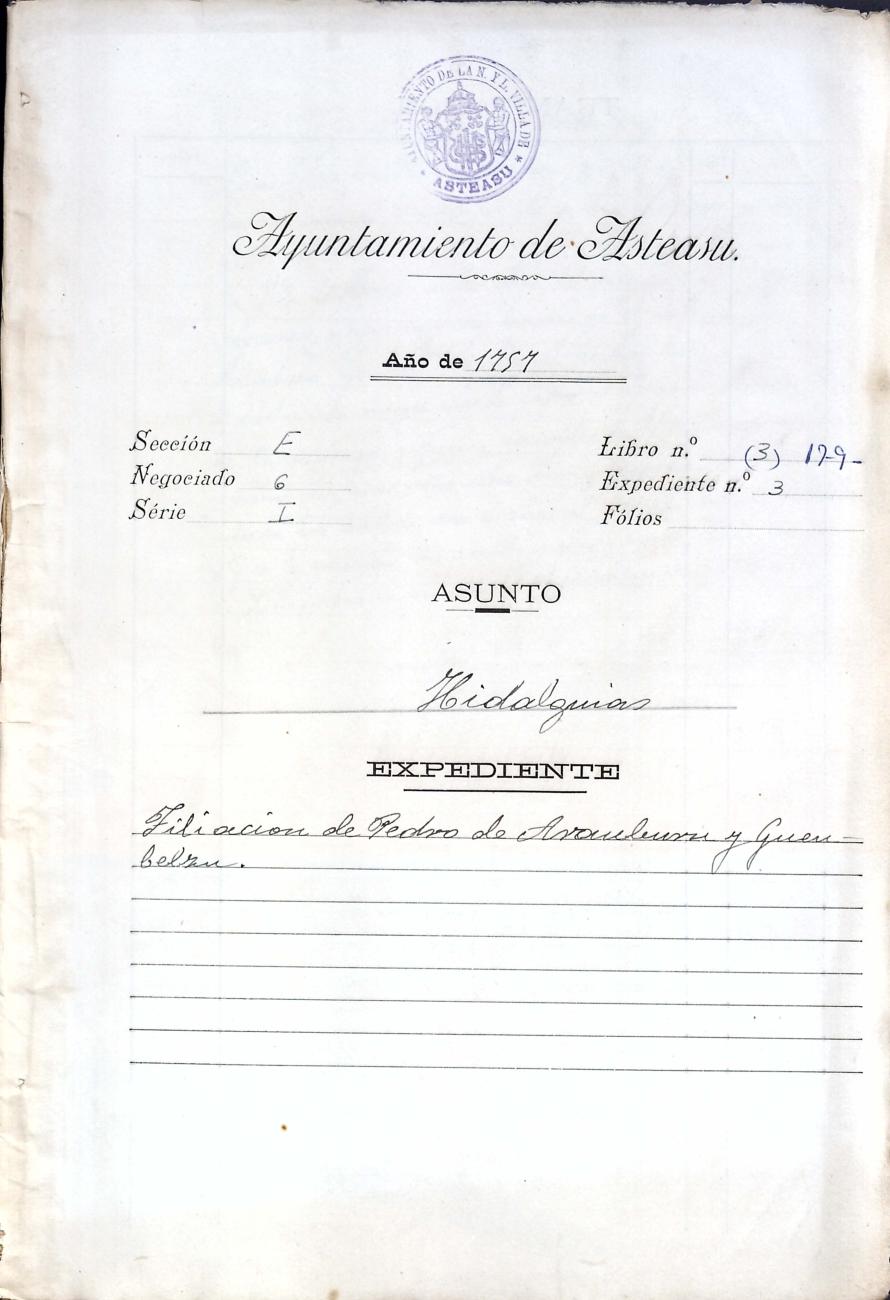 AYUNTAMIENTO DE LA N. Y L. VILLA DE
* ASTEASU *
Ayuntamiento de Asteasu.
Año de 1757
Sección E
Negociado 6
Série I
Libro n.º (3) 179-
Expediente n.º 3
Fólios
ASUNTO
Hidalguias
EXPEDIENTE
Filiacion de Pedro de Aramburu y Guen-
belzu.